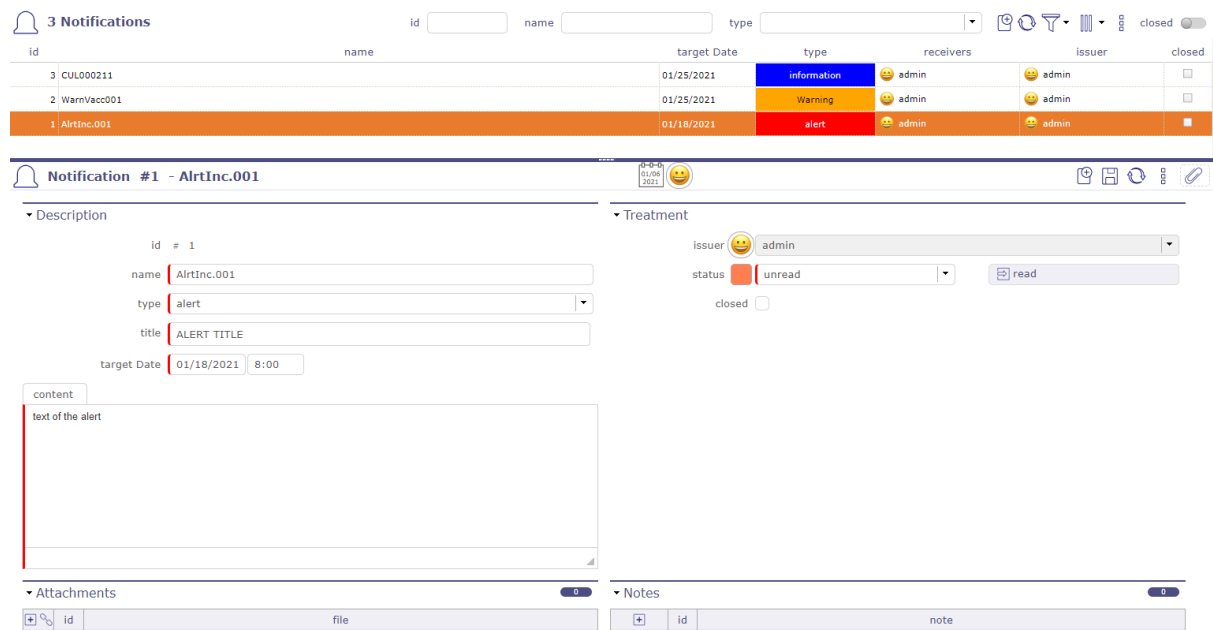 3 Notifications id name type closed
id name target Date type receivers issuer closed
3 CUL000211 01/25/2021 information admin admin
2 WarnVacc001 01/25/2021 Warning admin admin
1 AlrtInc.001 01/18/2021 alert admin admin
Notification #1 - AlrtInc.001 01/06
2021
Description
id # 1
name AlrtInc.001
type alert
title ALERT TITLE
target Date 01/18/2021 8:00
content
text of the alert
Treatment
issuer admin
status unread read
closed
Attachments 0
id file
Notes 0
id note